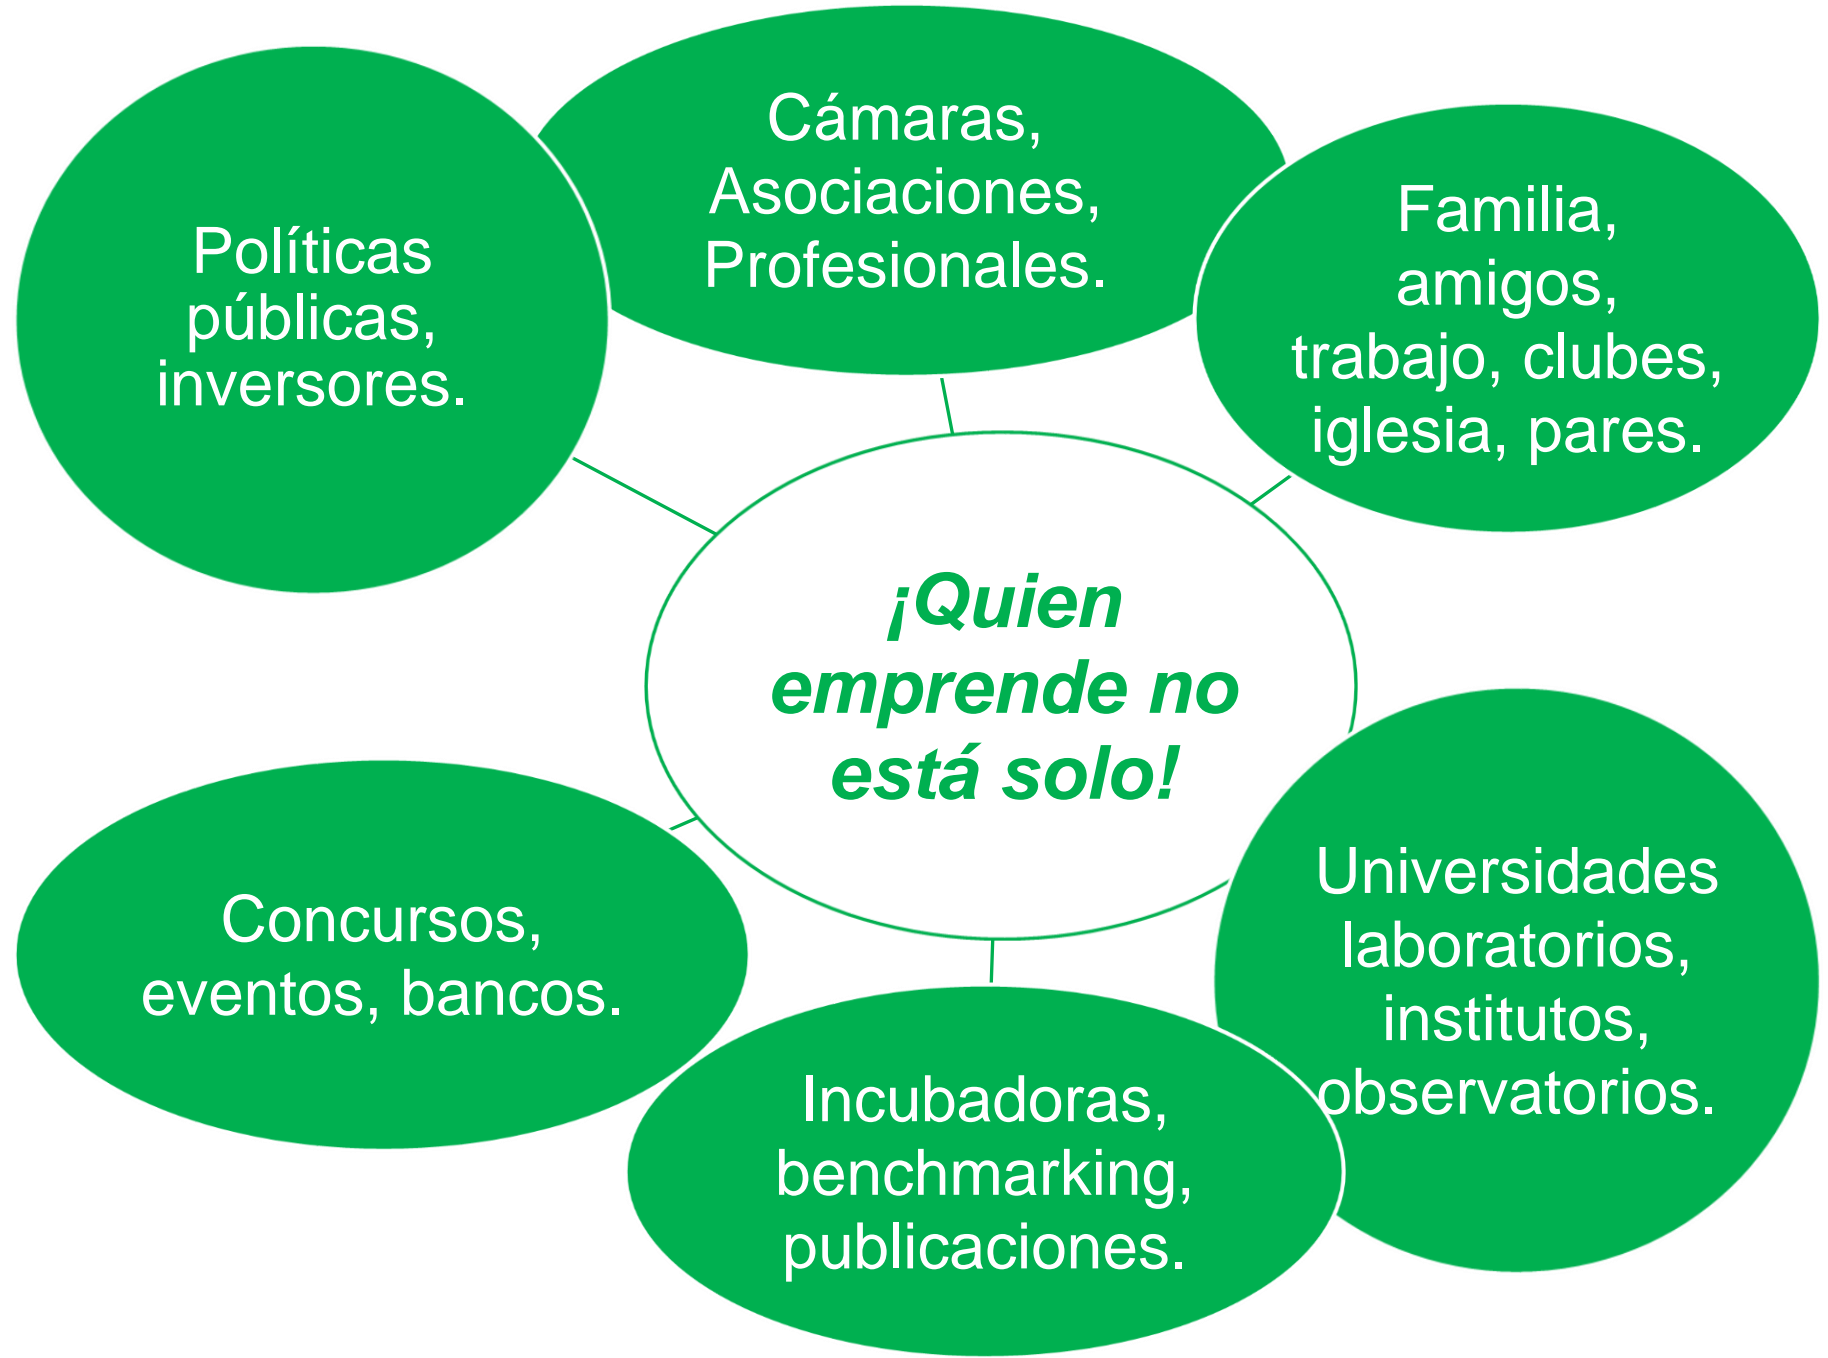 Cámaras,
Asociaciones,
Profesionales.
Políticas
públicas,
inversores.
Familia,
amigos,
trabajo, clubes,
iglesia, pares.
¡Quien
emprende no
está solo!
Universidades
laboratorios,
institutos,
observatorios.
Concursos,
eventos, bancos.
Incubadoras,
benchmarking,
publicaciones.